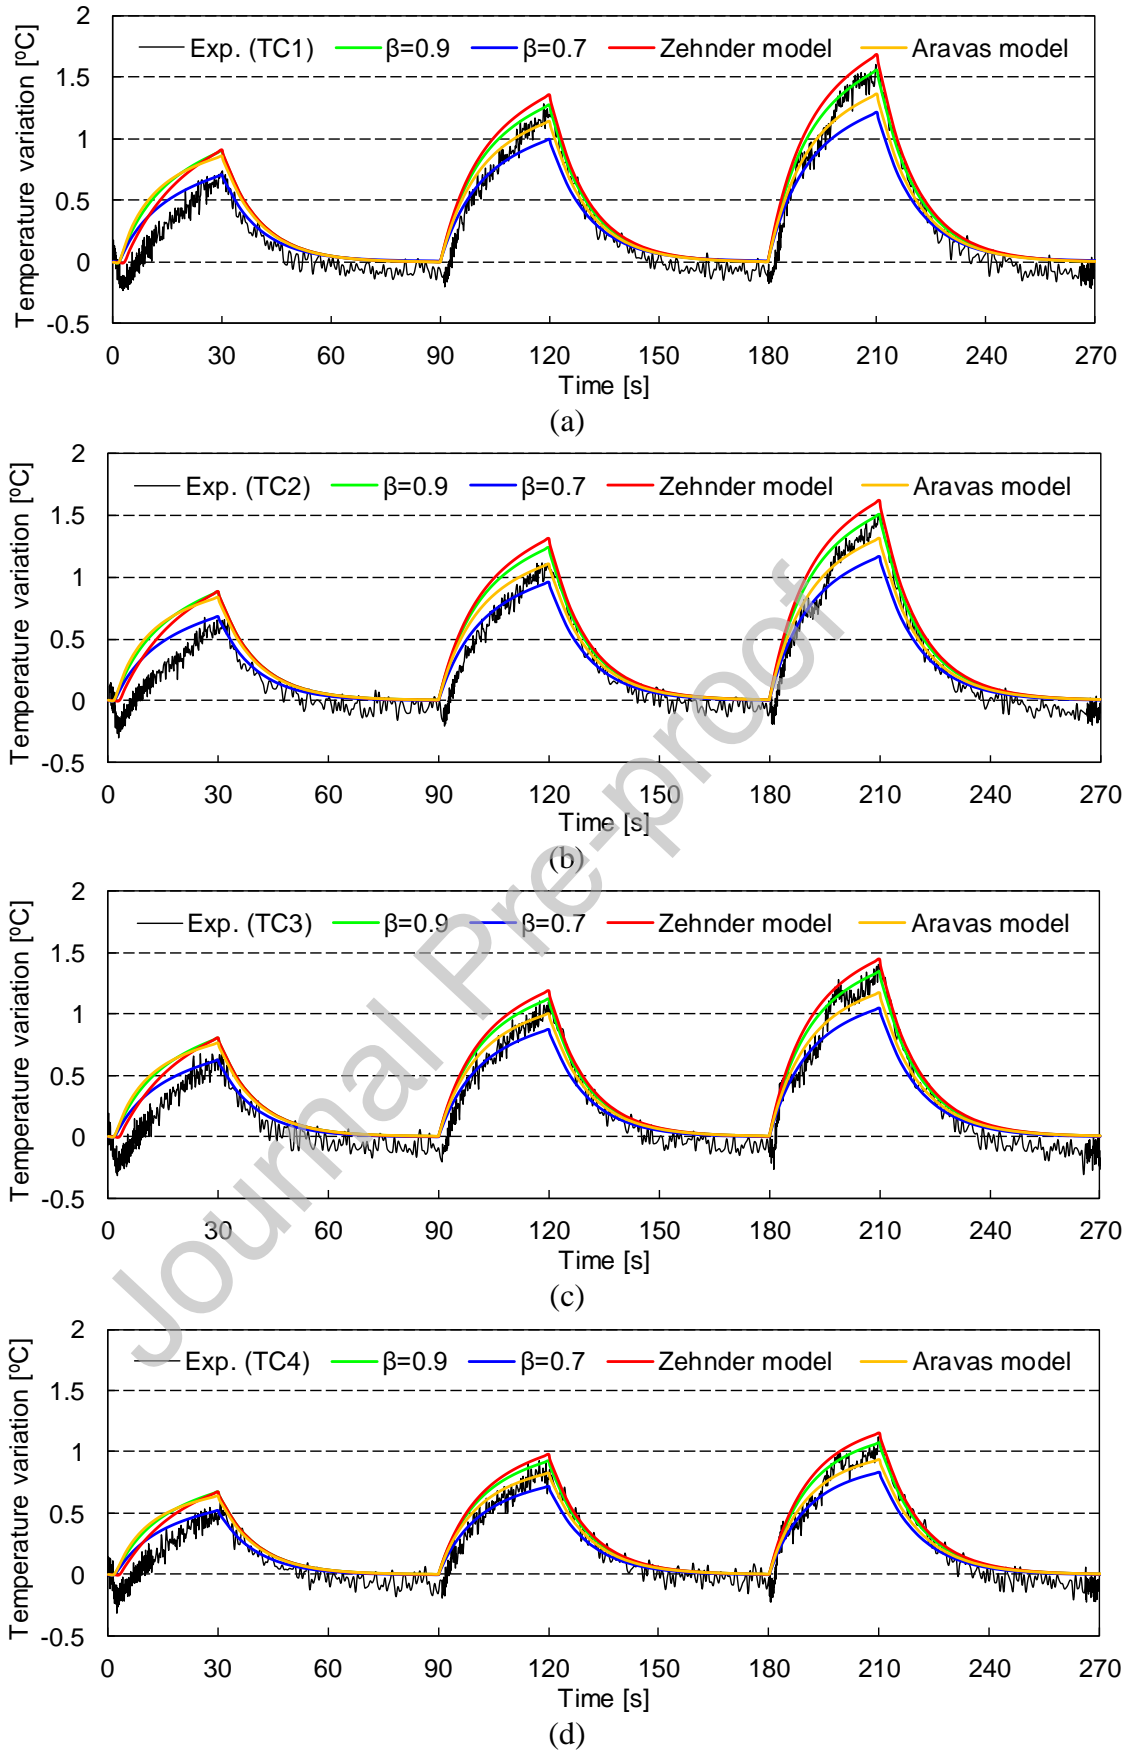 2
1.5
1
0.5
0
-0.5
Temperature variation [ºC]
Exp. (TC1) β=0.9 β=0.7 Zehnder model Aravas model
0 30 60 90 120 150 180 210 240 270
Time [s]
(a)
2
1.5
1
0.5
0
-0.5
Temperature variation [ºC]
Exp. (TC2) β=0.9 β=0.7 Zehnder model Aravas model
0 30 60 90 120 150 180 210 240 270
Time [s]
(b)
2
1.5
1
0.5
0
-0.5
Temperature variation [ºC]
Exp. (TC3) β=0.9 β=0.7 Zehnder model Aravas model
0 30 60 90 120 150 180 210 240 270
Time [s]
(c)
2
1.5
1
0.5
0
-0.5
Temperature variation [ºC]
Exp. (TC4) β=0.9 β=0.7 Zehnder model Aravas model
0 30 60 90 120 150 180 210 240 270
Time [s]
(d)
Journal Pre-proof